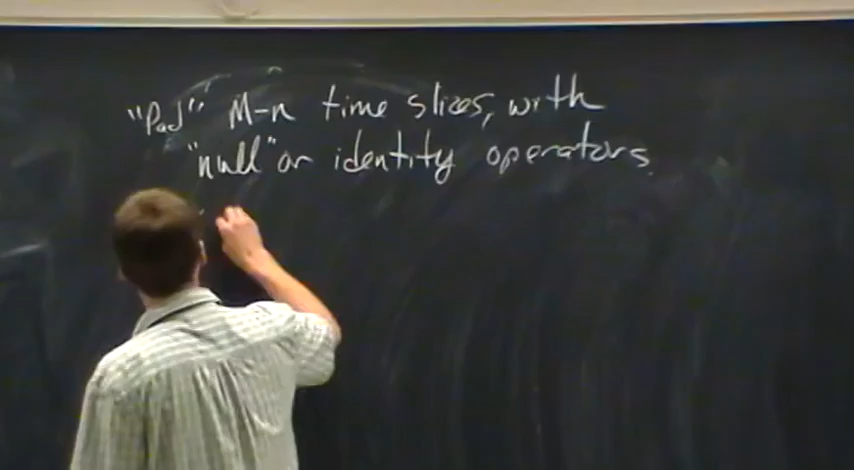 "Pad" M-n time slices, with
"null" or identity operators.